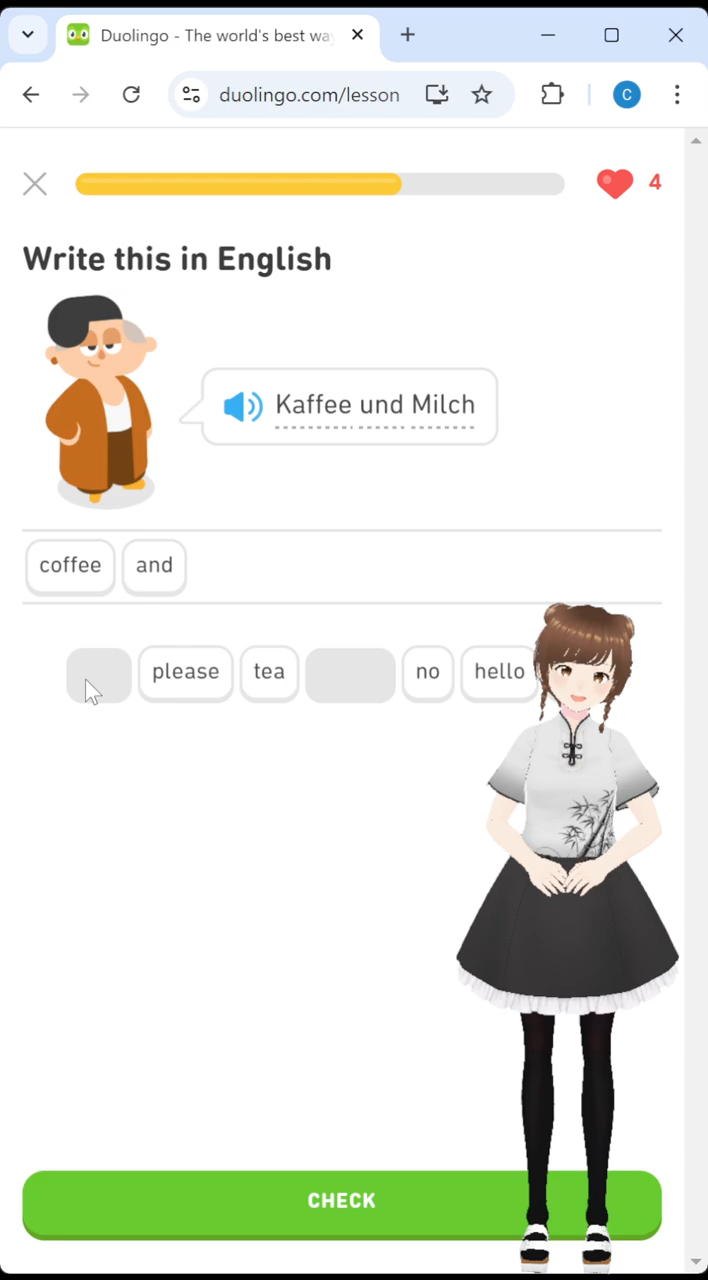 Duolingo - The world's best wa
duolingo.com/lesson
C
4
Write this in English
Kaffee und Milch
coffee and
please tea no hello
CHECK